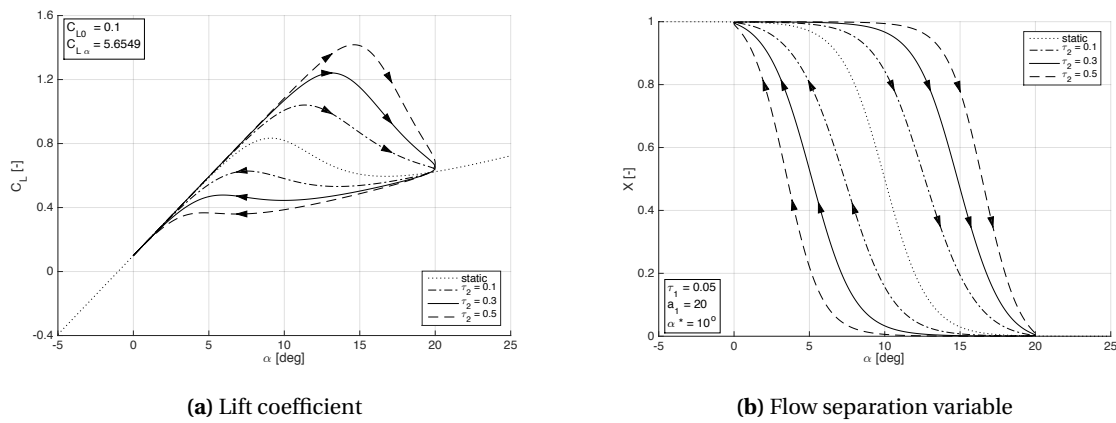 1.6
1.2
0.8
0.4
0
-0.4
C_L [-]
-5
0
5
10
15
20
25
α [deg]
C_L0 = 0.1
C_L α = 5.6549
static
τ_2 = 0.1
τ_2 = 0.3
τ_2 = 0.5
(a) Lift coefficient
1
0.8
0.6
0.4
0.2
0
X [-]
-5
0
5
10
15
20
25
α [deg]
static
τ_2 = 0.1
τ_2 = 0.3
τ_2 = 0.5
τ_1 = 0.05
a_1 = 20
α * = 10°
(b) Flow separation variable